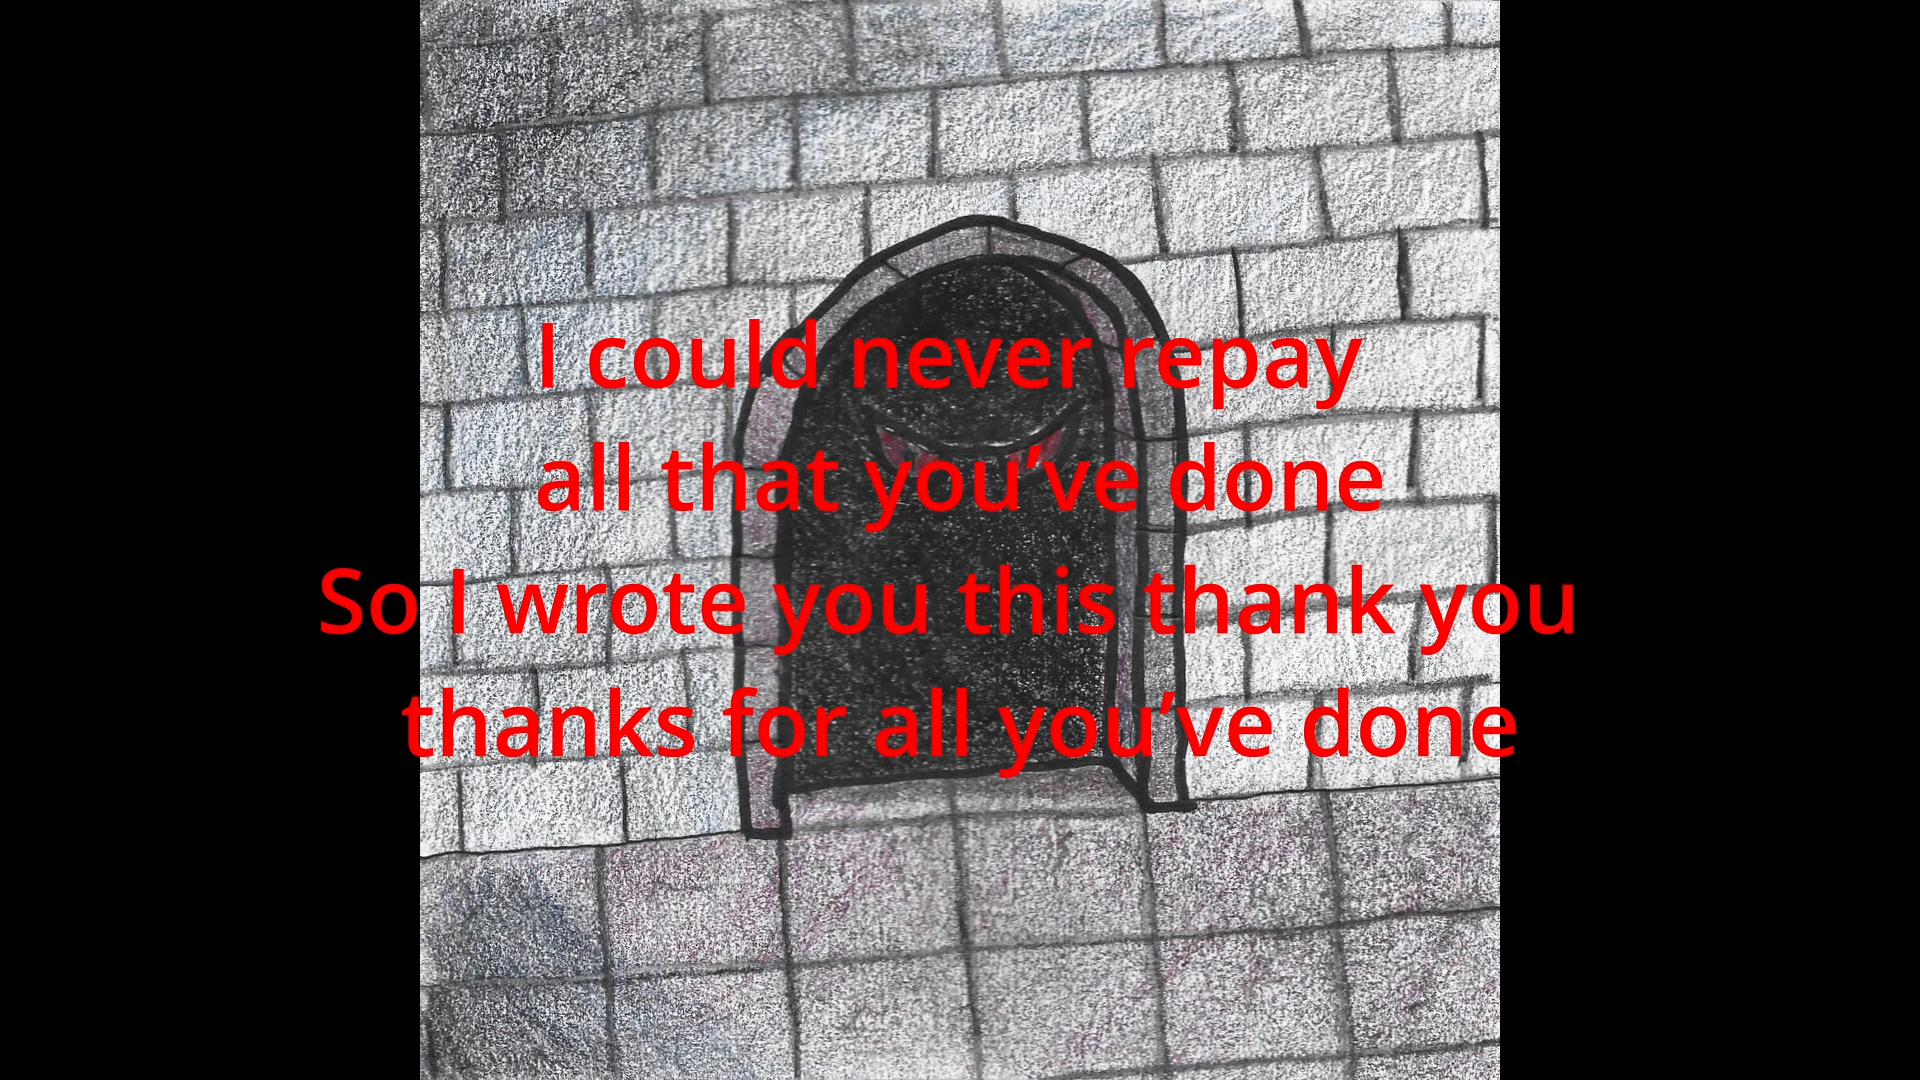 I could never repay
all that you’ve done
So I wrote you this thank you
thanks for all you’ve done